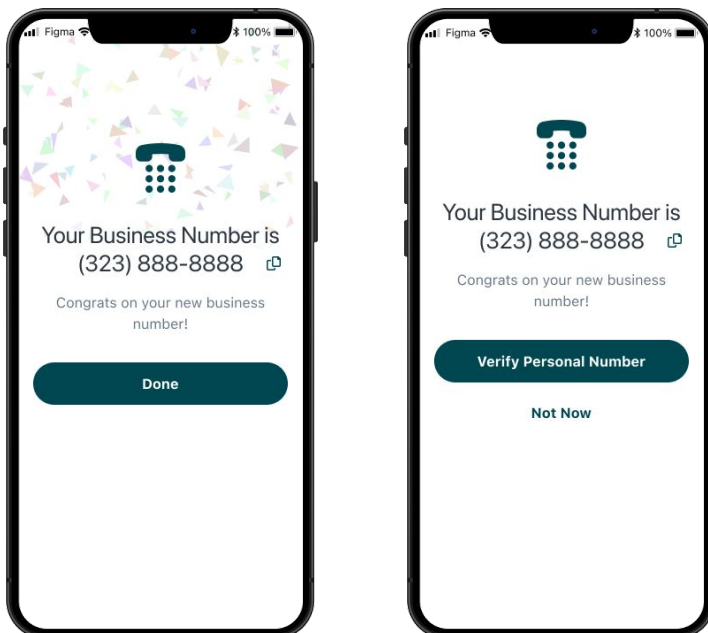 Figma 100%
Your Business Number is
(323) 888-8888
Congrats on your new business
number!
Done
Figma 100%
Your Business Number is
(323) 888-8888
Congrats on your new business
number!
Verify Personal Number
Not Now